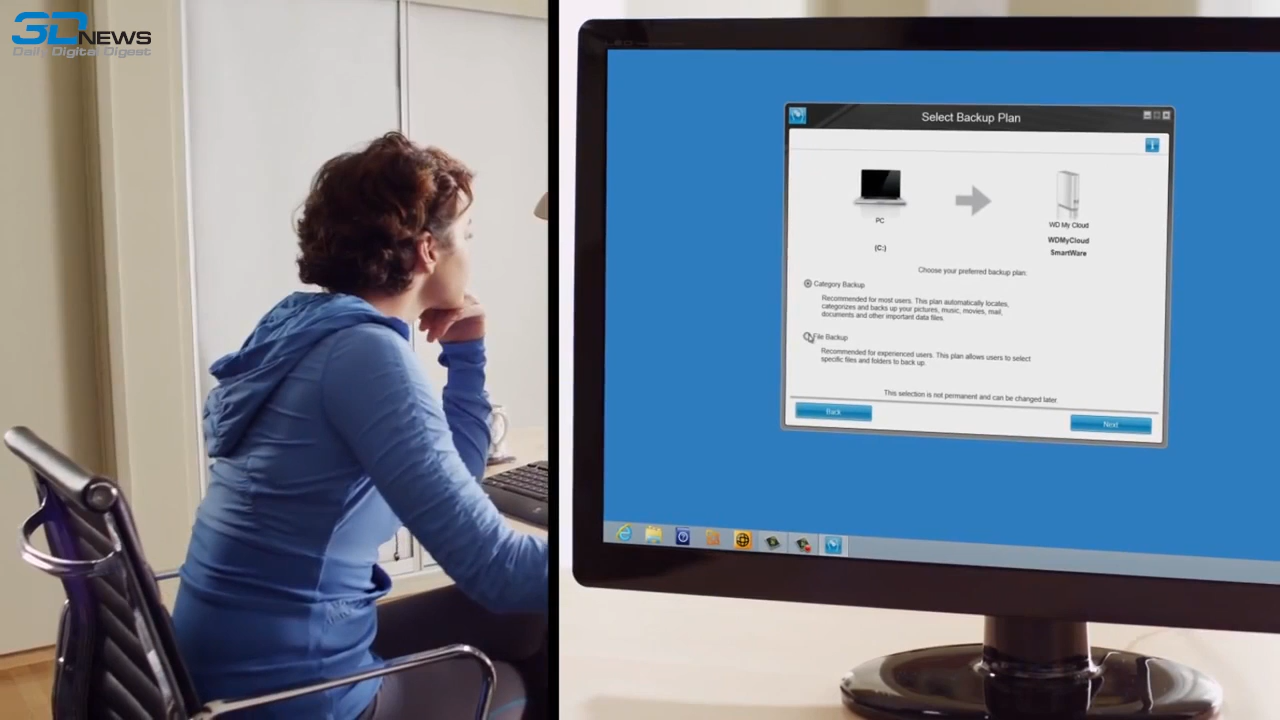 3DNEWS
Daily Digital Digest
Select Backup Plan
PC
(C:)
WD My Cloud
WDMyCloud
SmartWare
Choose your preferred backup plan:
Category Backup
Recommended for most users. This plan automatically locates,
categorizes and backs up your pictures, music, movies, mail,
documents and other important data files.
File Backup
Recommended for experienced users. This plan allows users to select
specific files and folders to back up.
This selection is not permanent and can be changed later.
Back
Next